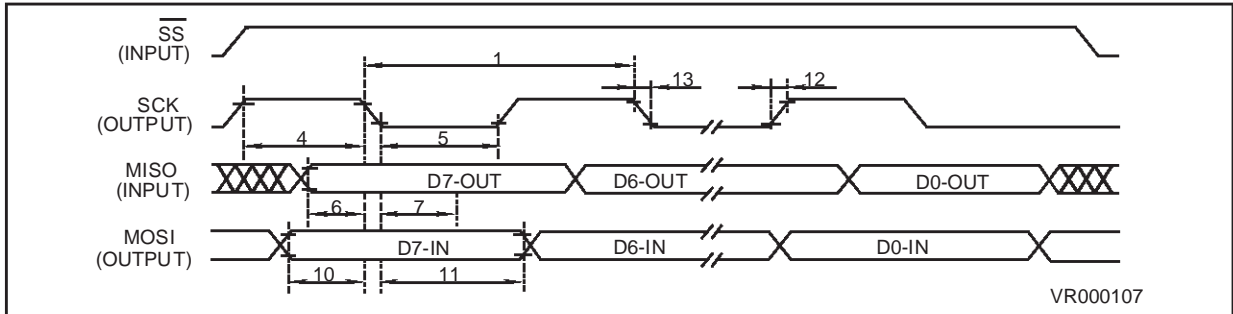 SS
(INPUT)
1
13
12
SCK
(OUTPUT)
4
5
MISO
(INPUT)
D7-OUT
D6-OUT
D0-OUT
6
7
MOSI
(OUTPUT)
D7-IN
D6-IN
D0-IN
10
11
VR000107